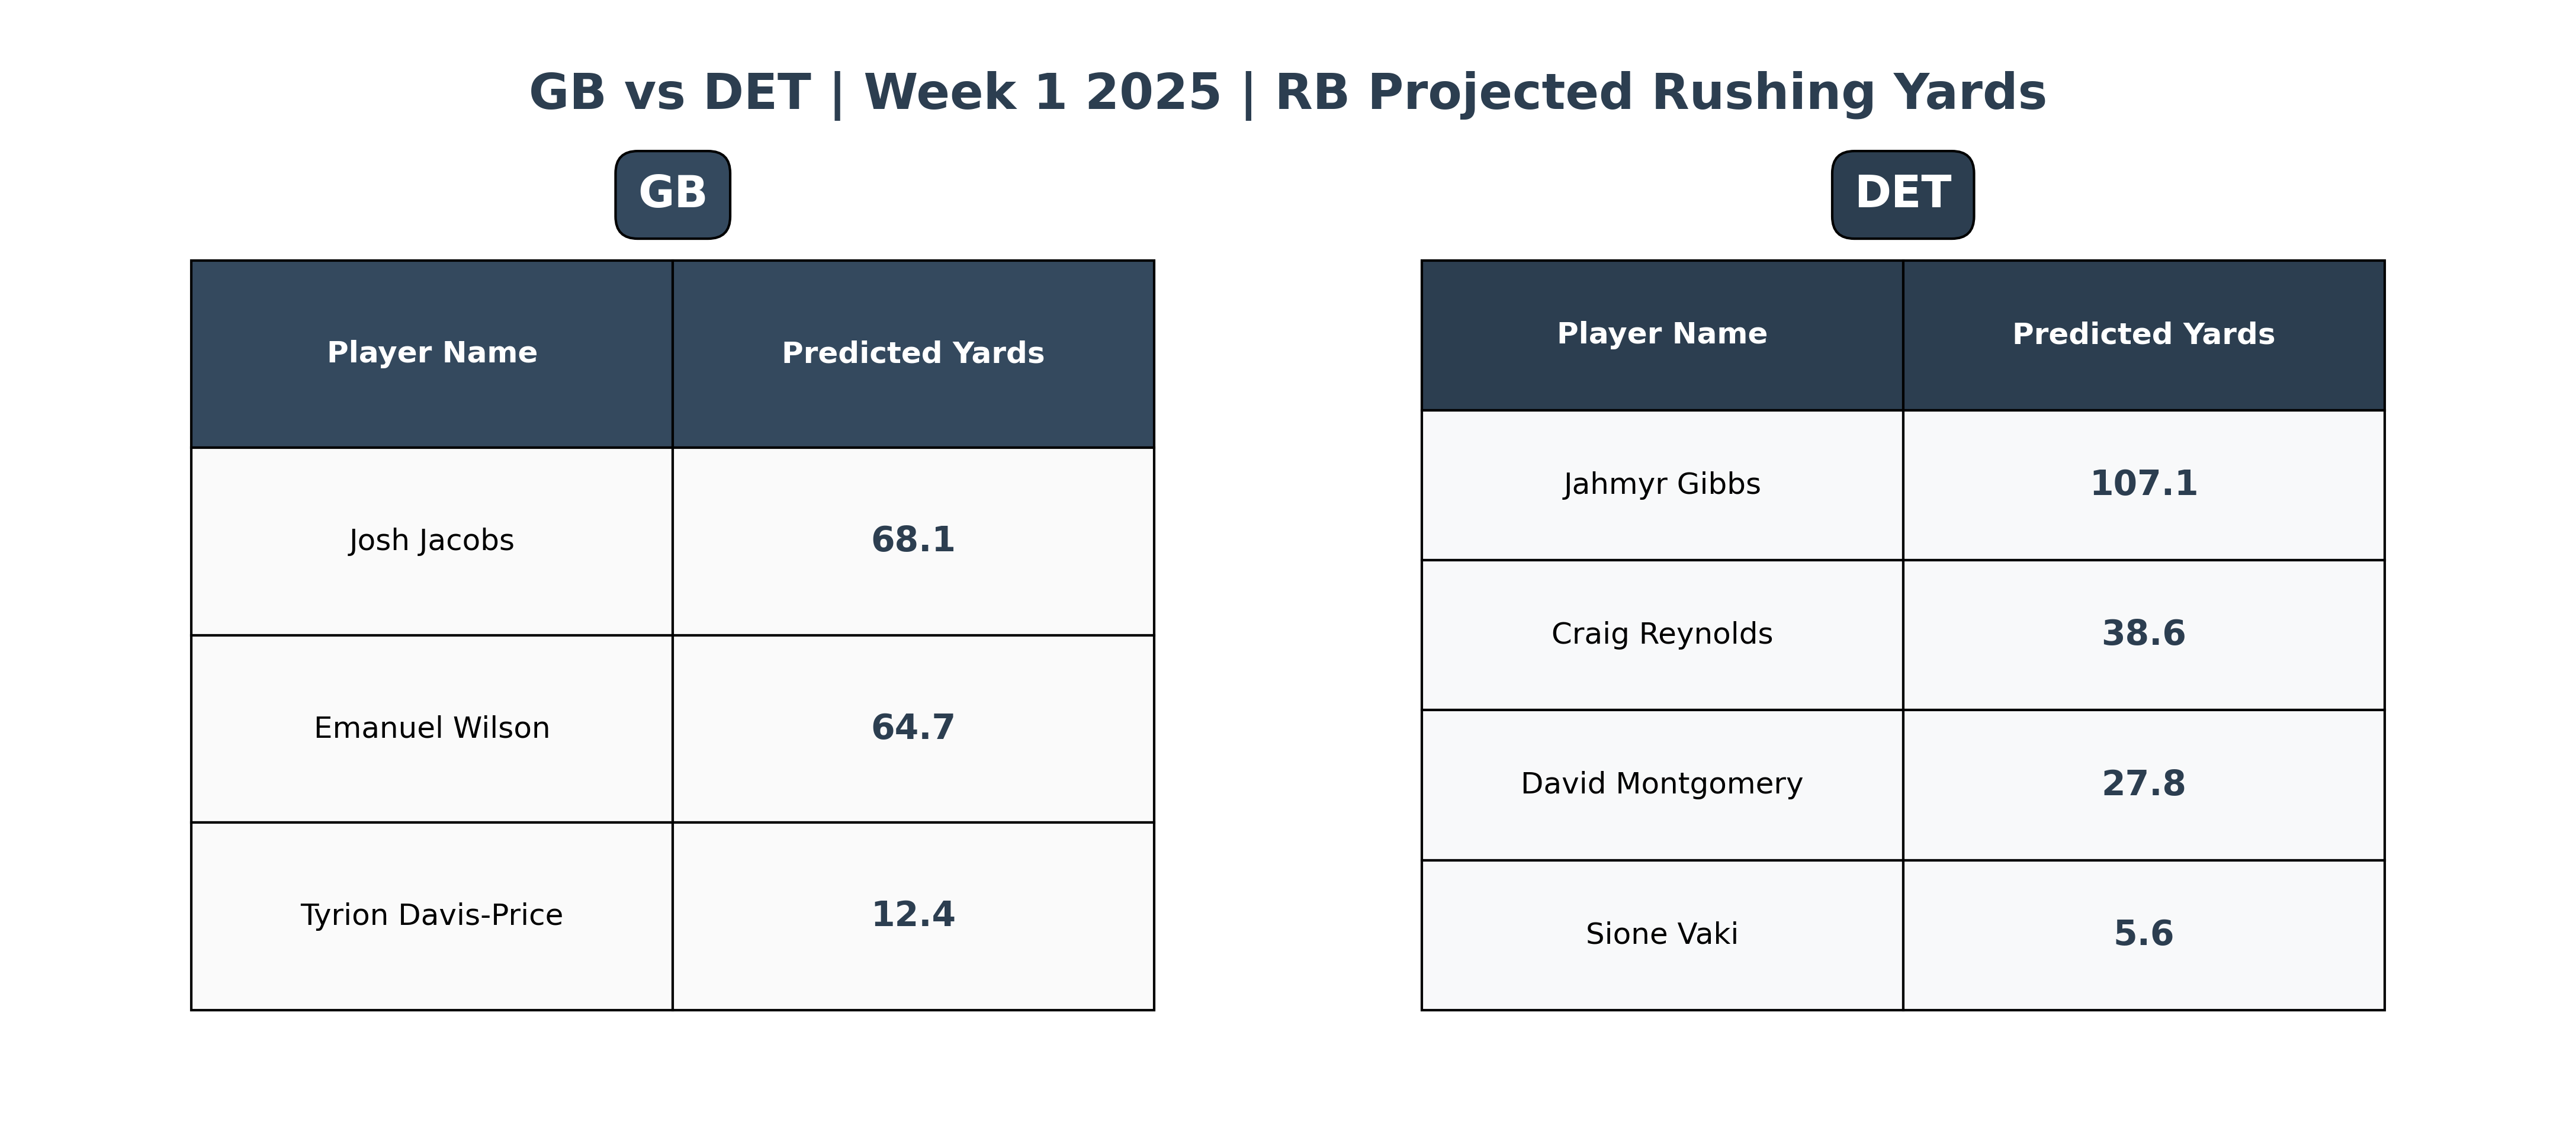 GB vs DET | Week 1 2025 | RB Projected Rushing Yards
GB
Player Name Predicted Yards
Josh Jacobs 68.1
Emanuel Wilson 64.7
Tyrion Davis-Price 12.4
DET
Player Name Predicted Yards
Jahmyr Gibbs 107.1
Craig Reynolds 38.6
David Montgomery 27.8
Sione Vaki 5.6